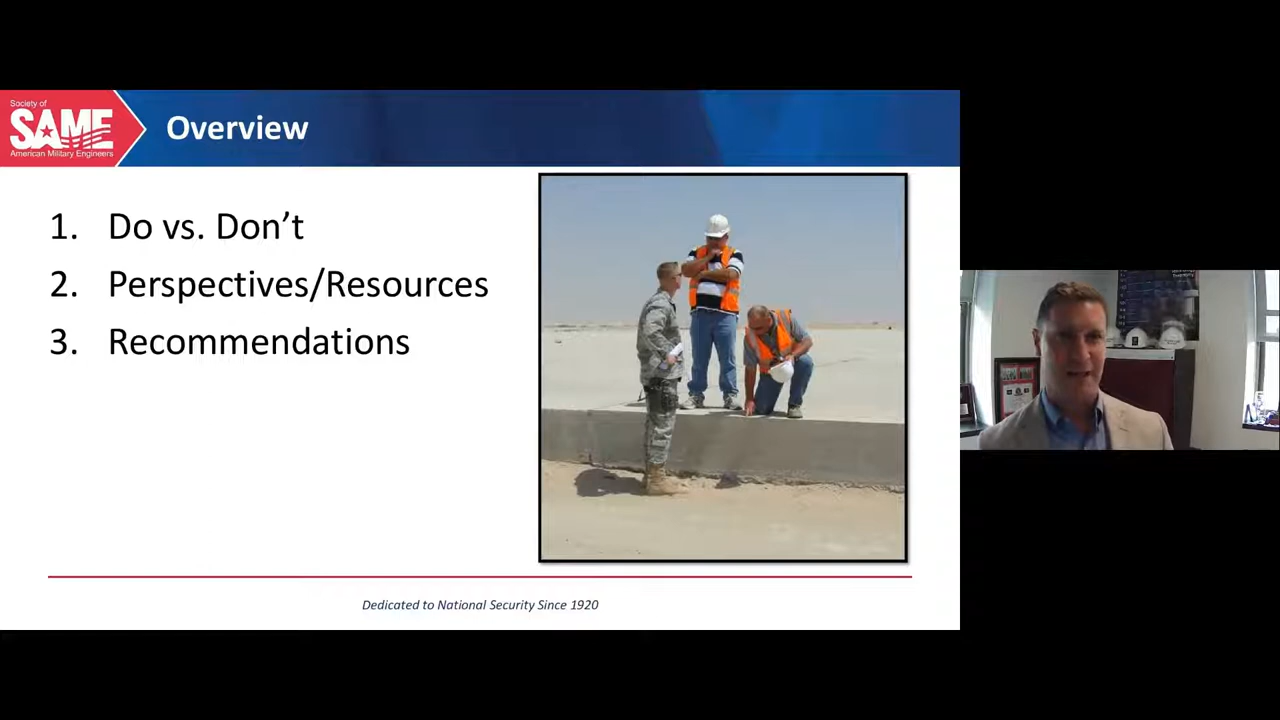 Society of
SAME
American Military Engineers
Overview
1. Do vs. Don't
2. Perspectives/Resources
3. Recommendations
Dedicated to National Security Since 1920